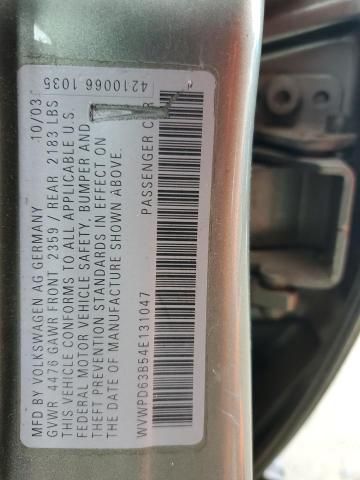 MFD BY VOLKSWAGEN AG GERMANY 10/03
GVWR 4476 GAWR FRONT 2359 / REAR 2183 LBS
THIS VEHICLE CONFORMS TO ALL APPLICABLE U.S.
FEDERAL MOTOR VEHICLE SAFETY, BUMPER AND
THEFT PREVENTION STANDARDS IN EFFECT ON
DATE OF MANUFACTURE SHOWN ABOVE.
4210066 1035
WVWPD63B54E131047 PASSENGER CAR